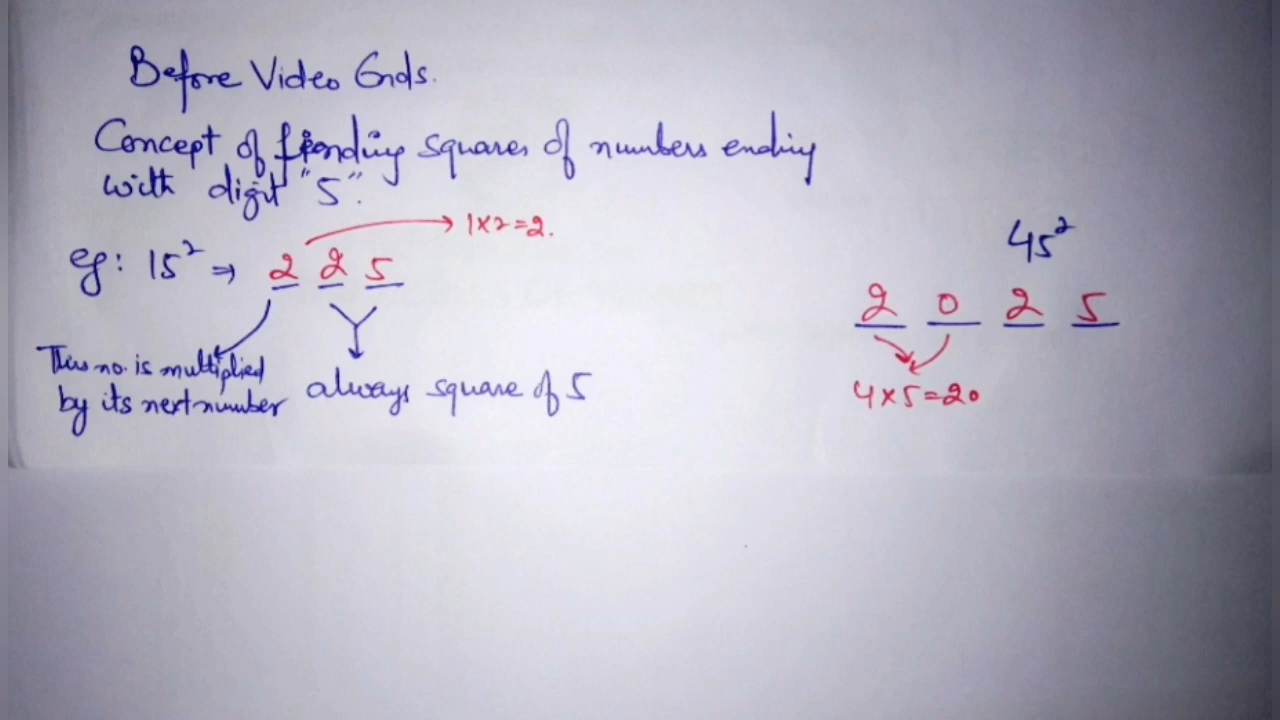 Before Video Ends.
Concept of finding squares of numbers ending
with digit "5".
1×2=2.
eg: 15² ⇒ 2 2 5
This no. is multiplied
by its next number
always square of 5
45²
2 0 2 5
4×5=20